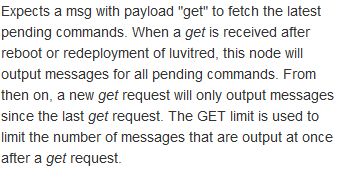 Expects a msg with payload "get" to fetch the latest
pending commands. When a get is received after
reboot or redeployment of luvitred, this node will
output messages for all pending commands. From
then on, a new get request will only output messages
since the last get request. The GET limit is used to
limit the number of messages that are output at once
after a get request.